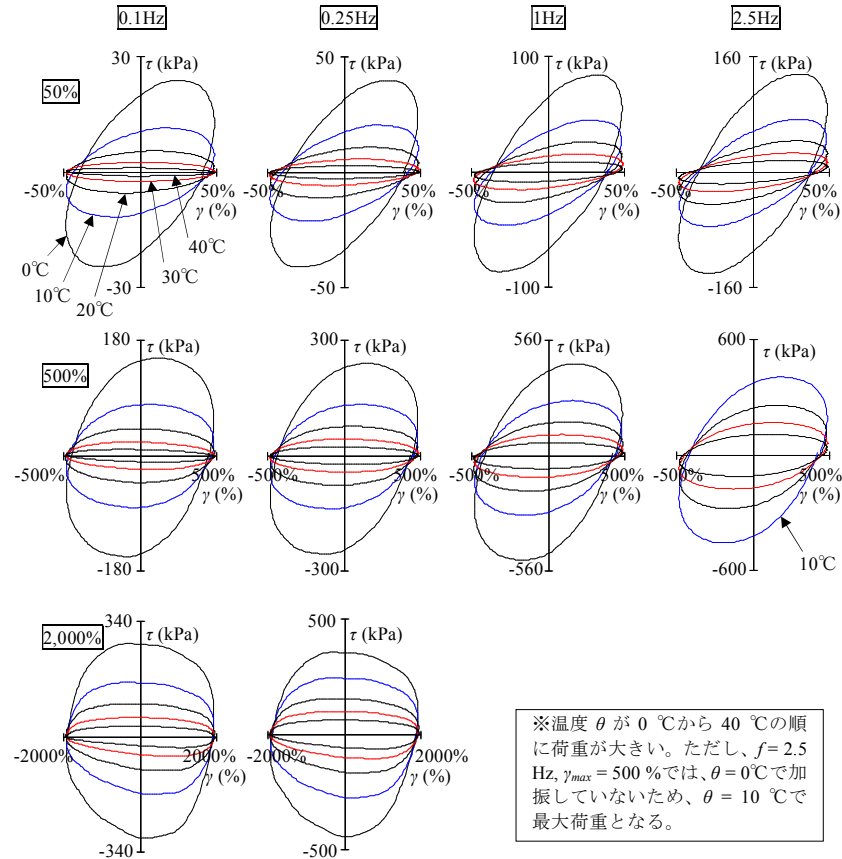 0.1Hz
0.25Hz
1Hz
2.5Hz
50%
30
τ (kPa)
-50%
50%
γ (%)
0℃
10℃
20℃
30℃
40℃
-30
50
τ (kPa)
-50%
50%
γ (%)
-50
100
τ (kPa)
-50%
50%
γ (%)
-100
160
τ (kPa)
-50%
50%
γ (%)
-160
500%
180
τ (kPa)
-500%
500%
γ (%)
-180
300
τ (kPa)
-500%
500%
γ (%)
-300
560
τ (kPa)
-500%
500%
γ (%)
-560
600
τ (kPa)
-500%
500%
γ (%)
10℃
-600
2,000%
340
τ (kPa)
-2000%
2000%
γ (%)
-340
500
τ (kPa)
-2000%
2000%
γ (%)
-500
※温度 θ が 0 ℃から 40 ℃の順
に荷重が大きい。ただし、f = 2.5
Hz, γmax = 500 %では、θ = 0℃で加
振していないため、θ = 10 ℃で
最大荷重となる。